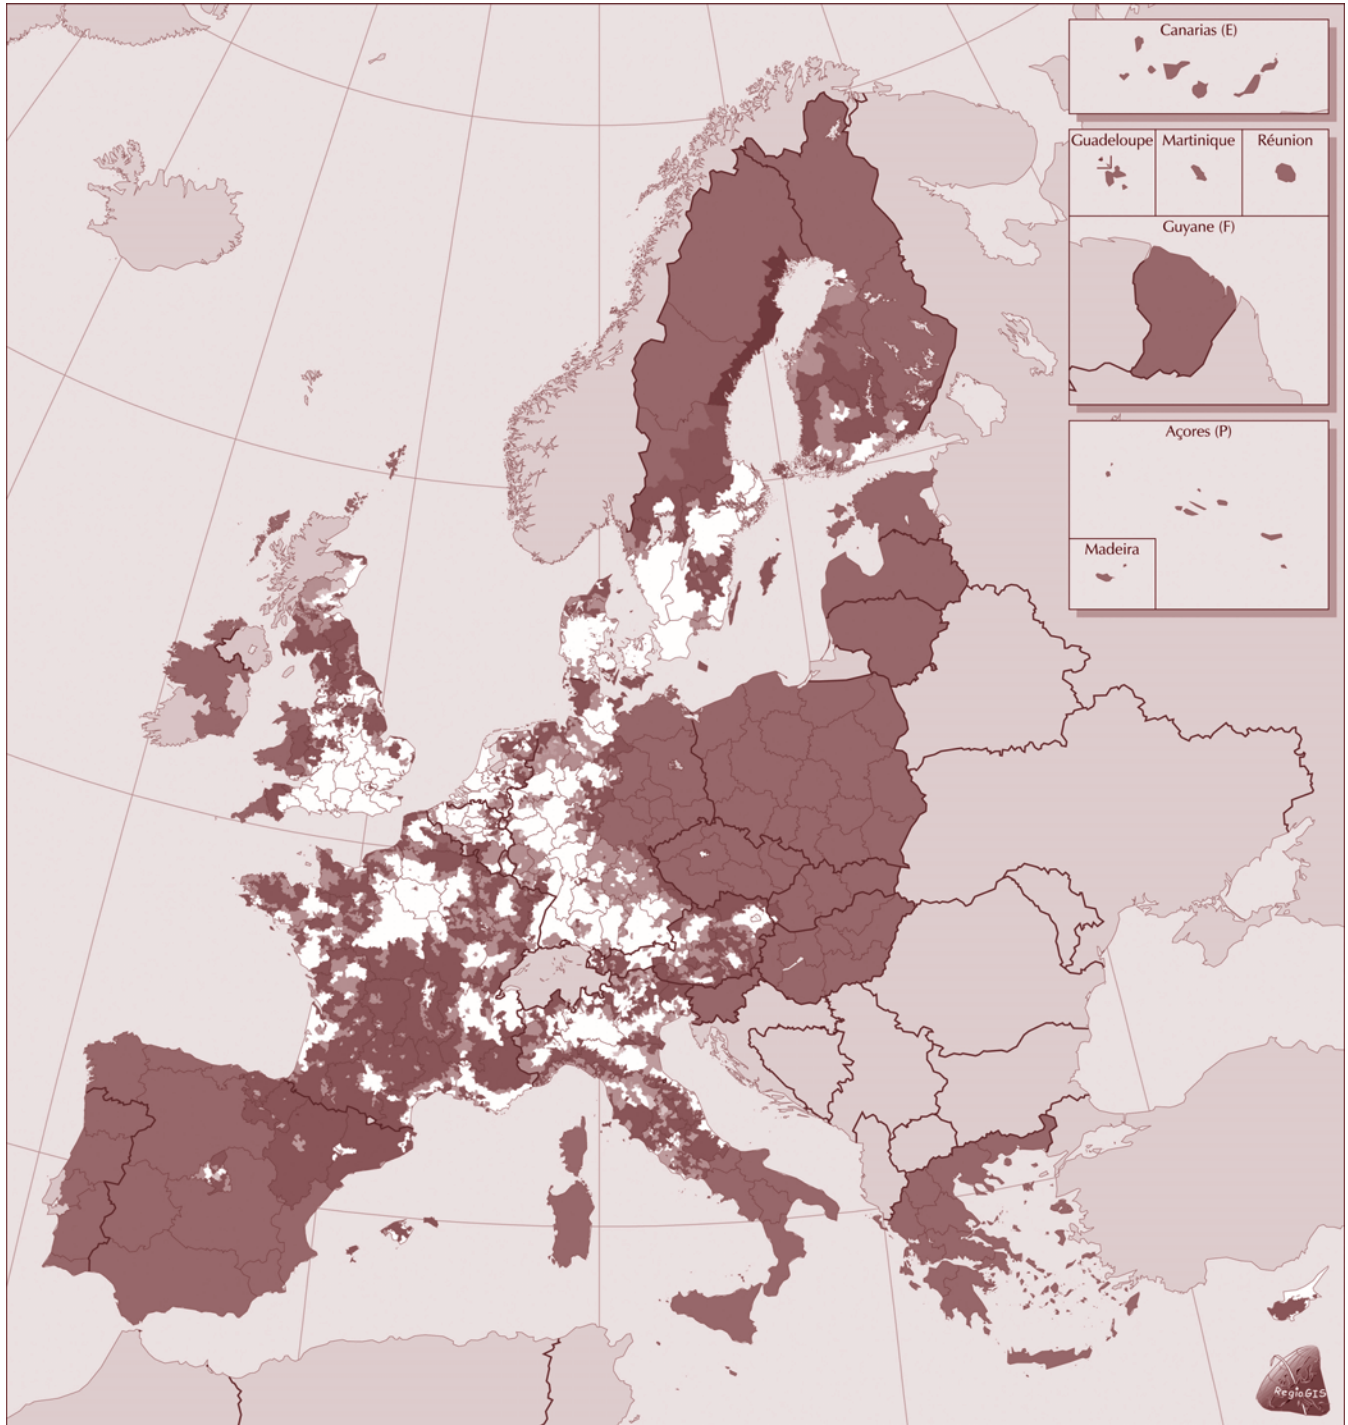 Canarias (E)
Guadeloupe
Martinique
Réunion
Guyane (F)
Açores (P)
Madeira
RegioGIS